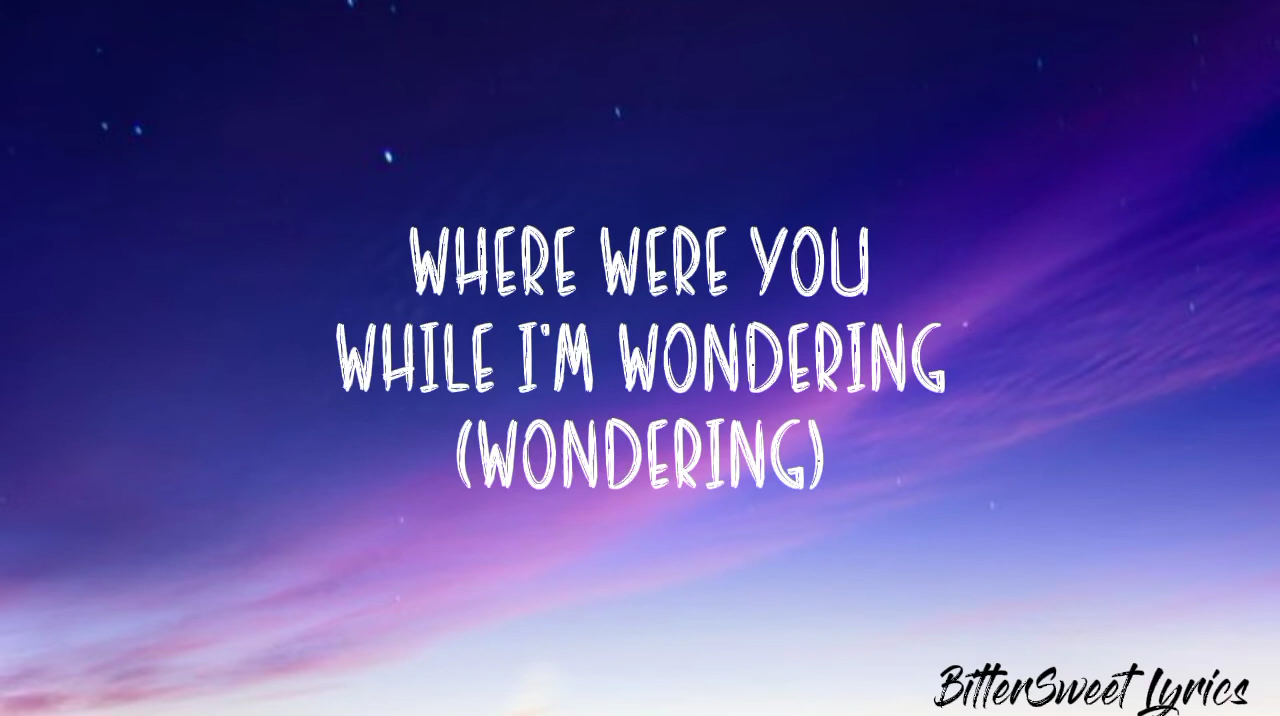 WHERE WERE YOU
WHILE I'M WONDERING
(WONDERING)
BitterSweet Lyrics